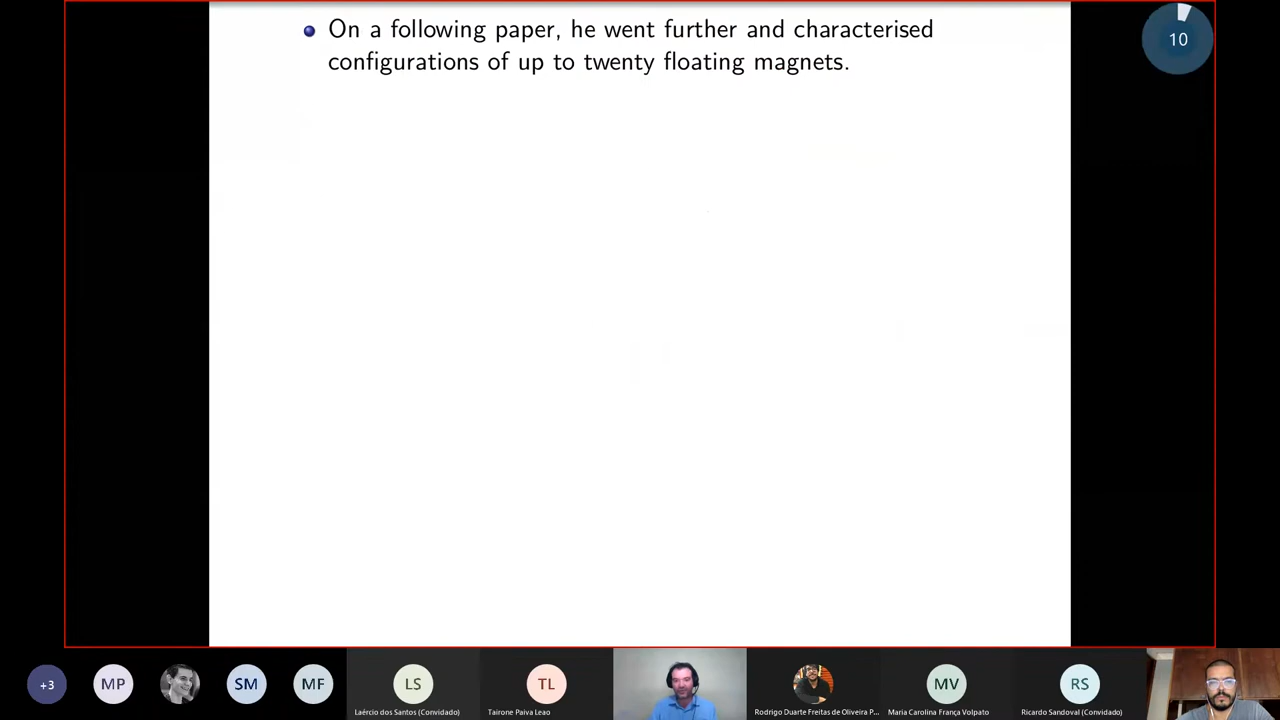 On a following paper, he went further and characterised
configurations of up to twenty floating magnets.
10
+3
MP
SM
MF
LS
TL
MV
RS
Laércio dos Santos (Convidado)
Tairone Paiva Leao
Rodrigo Duarte Freitas de Oliveira P...
Maria Carolina França Volpato
Ricardo Sandoval (Convidado)